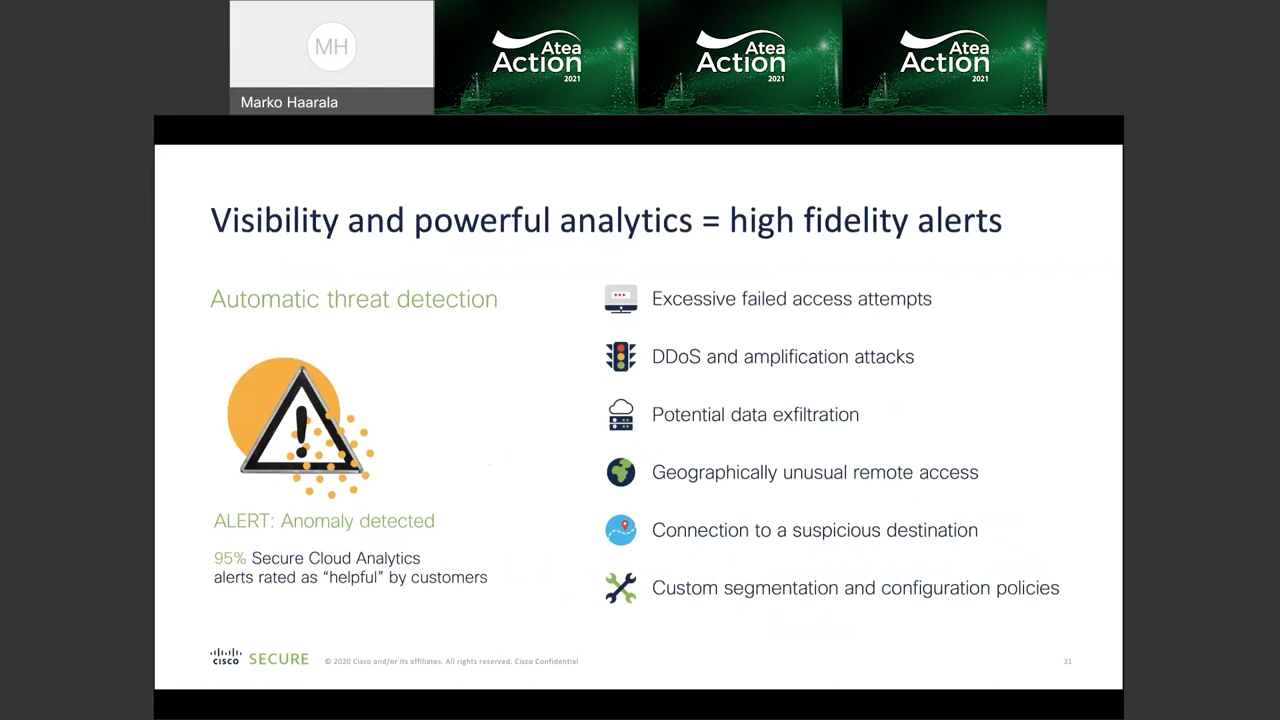 MH
Marko Haarala
Atea
Action
2021
Atea
Action
2021
Atea
Action
2021
Visibility and powerful analytics = high fidelity alerts
Automatic threat detection
ALERT: Anomaly detected
95% Secure Cloud Analytics
alerts rated as “helpful” by customers
Excessive failed access attempts
DDoS and amplification attacks
Potential data exfiltration
Geographically unusual remote access
Connection to a suspicious destination
Custom segmentation and configuration policies
CISCO SECURE © 2020 Cisco and/or its affiliates. All rights reserved. Cisco Confidential 31